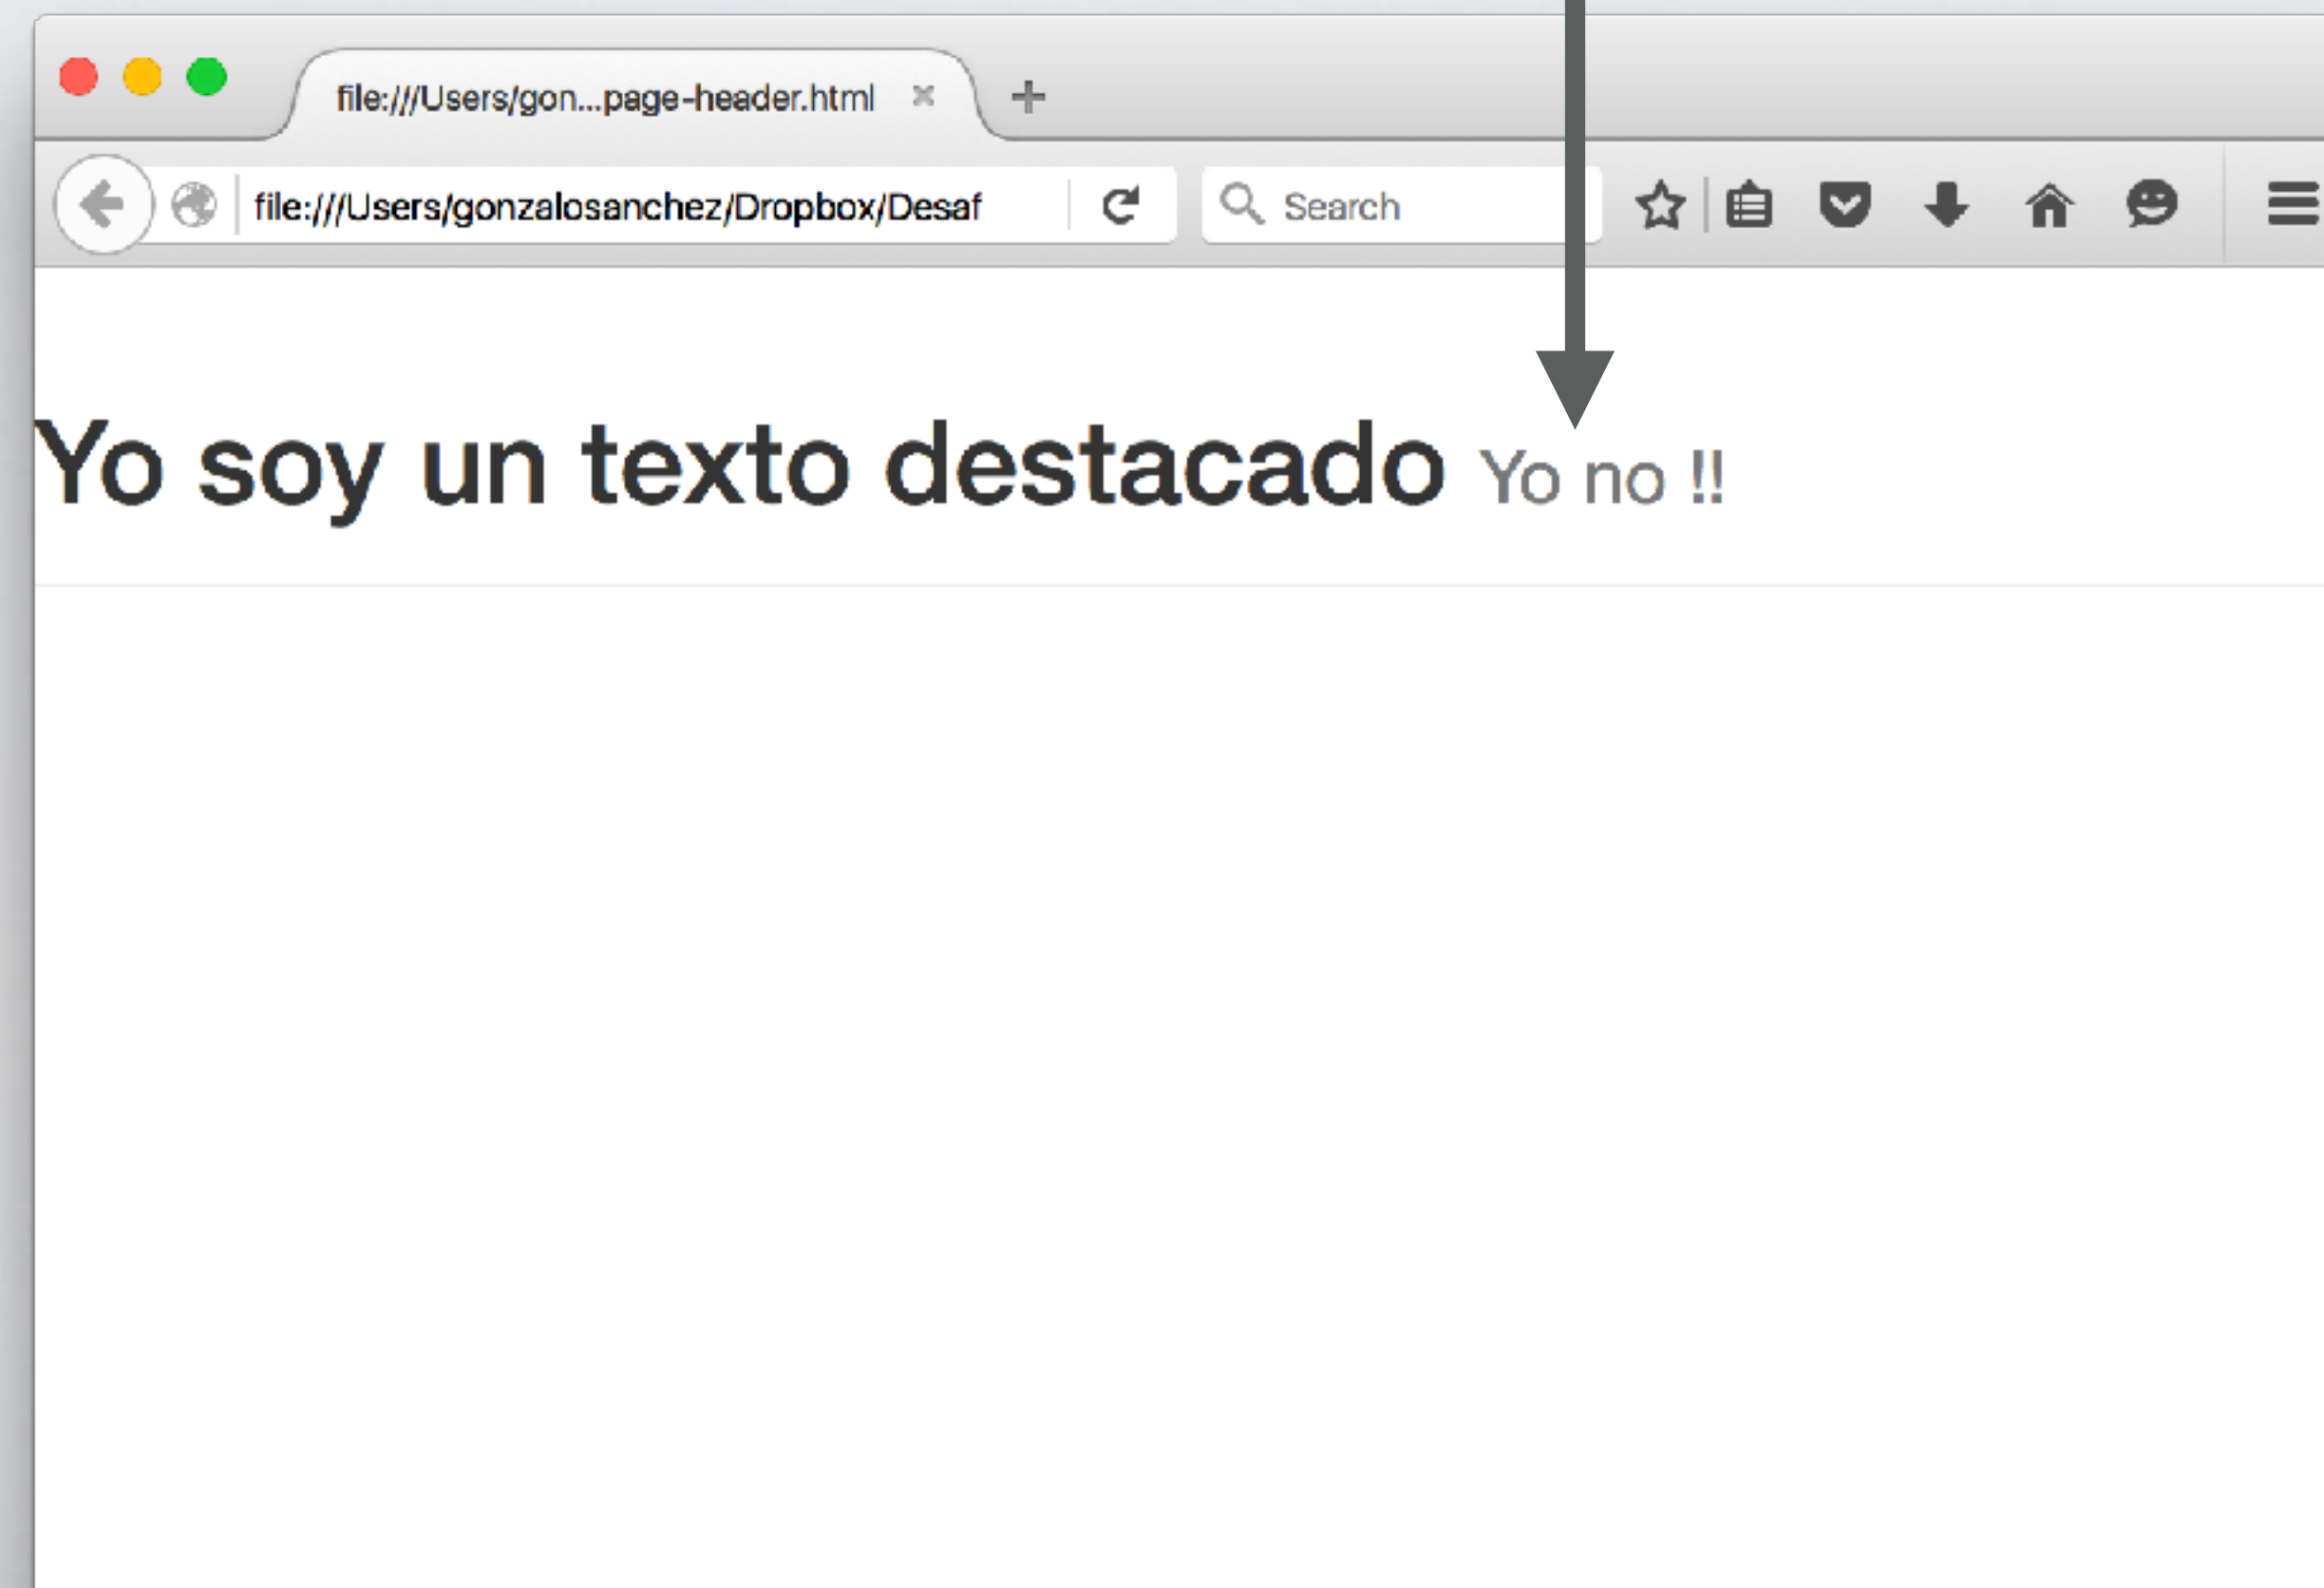 file:///Users/gon...page-header.html
file:///Users/gonzalosanchez/Dropbox/Desaf
Search
Yo soy un texto destacado Yo no !!